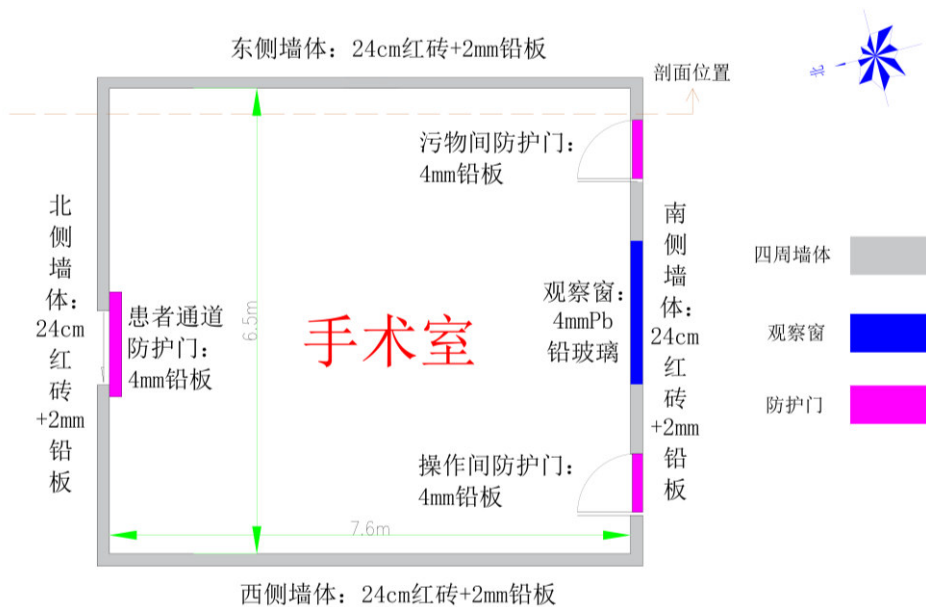 东侧墙体：24cm红砖+2mm铅板
剖面位置
北
污物间防护门：
4mm铅板
北
侧
墙
体：
24cm
红
砖
+2mm
铅
板
患者通道
防护门：
4mm铅板
6.5m
手术室
观察窗：
4mmPb
铅玻璃
南
侧
墙
体：
24cm
红
砖
+2mm
铅
板
四周墙体
观察窗
防护门
操作间防护门：
4mm铅板
7.6m
西侧墙体：24cm红砖+2mm铅板